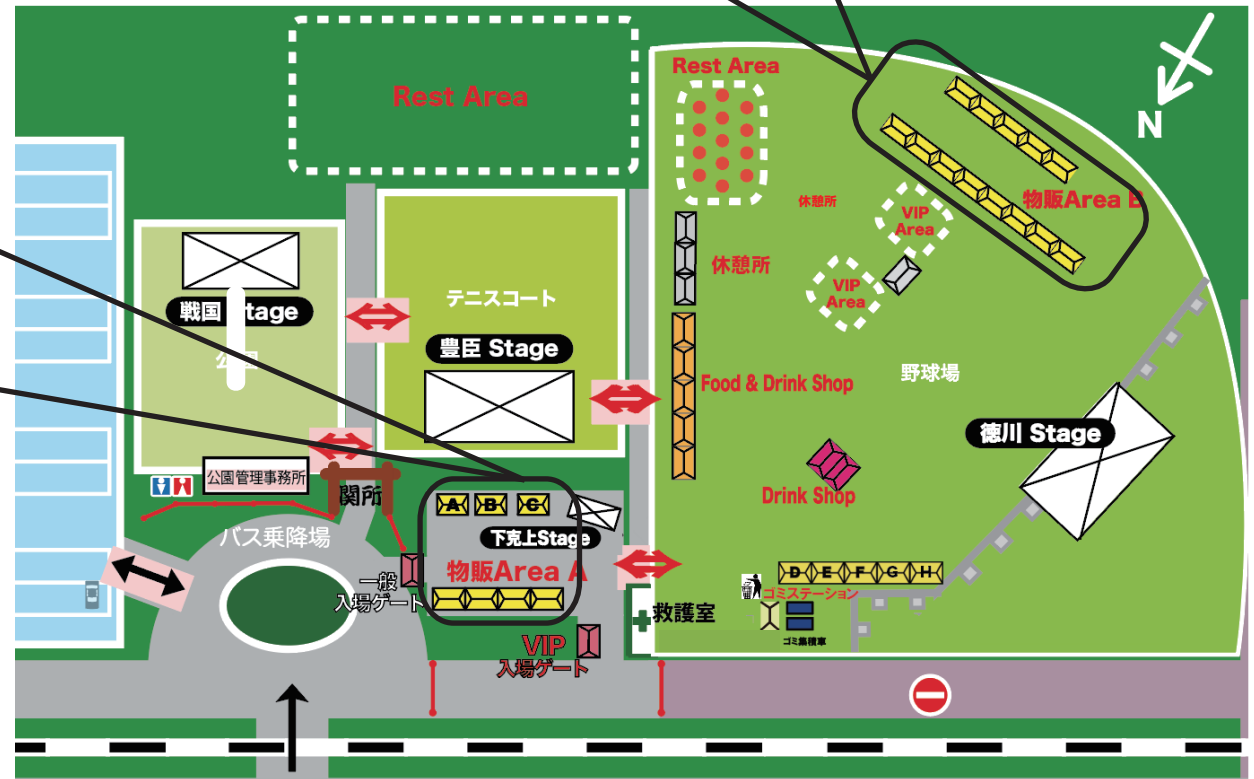 Rest Area
Rest Area
N
物販Area B
休憩所
VIP
Area
休憩所
VIP
Area
戦国 Stage
公園
テニスコート
豊臣 Stage
野球場
Food & Drink Shop
徳川 Stage
Drink Shop
公園管理事務所
関所
A
B
C
下克上Stage
バス乗降場
物販Area A
一般
入場ゲート
D
E
F
G
H
ゴミステーション
救護室
ゴミ集積車
VIP
入場ゲート